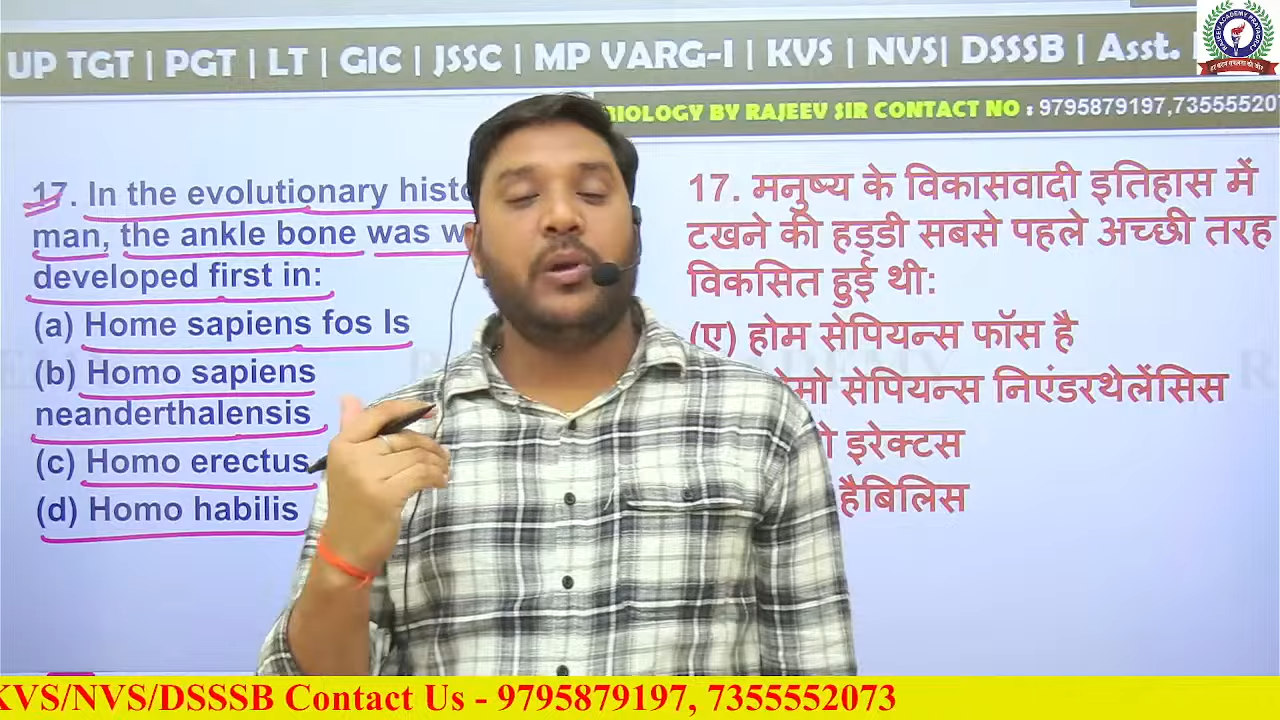 UP TGT | PGT | LT | GIC | JSSC | MP VARG-I | KVS | NVS| DSSSB | Asst.
BIOLOGY BY RAJEEV SIR CONTACT NO : 9795879197,73555520
17. In the evolutionary histo
man, the ankle bone was w
developed first in:
(a) Home sapiens fos ls
(b) Homo sapiens
neanderthalensis
(c) Homo erectus
(d) Homo habilis
17. मनुष्य के विकासवादी इतिहास में
टखने की हड्डी सबसे पहले अच्छी तरह
विकसित हुई थी:
(ए) होम सेपियन्स फॉस है
मो सेपियन्स निएंडरथेलेंसिस
इरेक्टस
हैबिलिस
KVS/NVS/DSSSB Contact Us - 9795879197, 7355552073